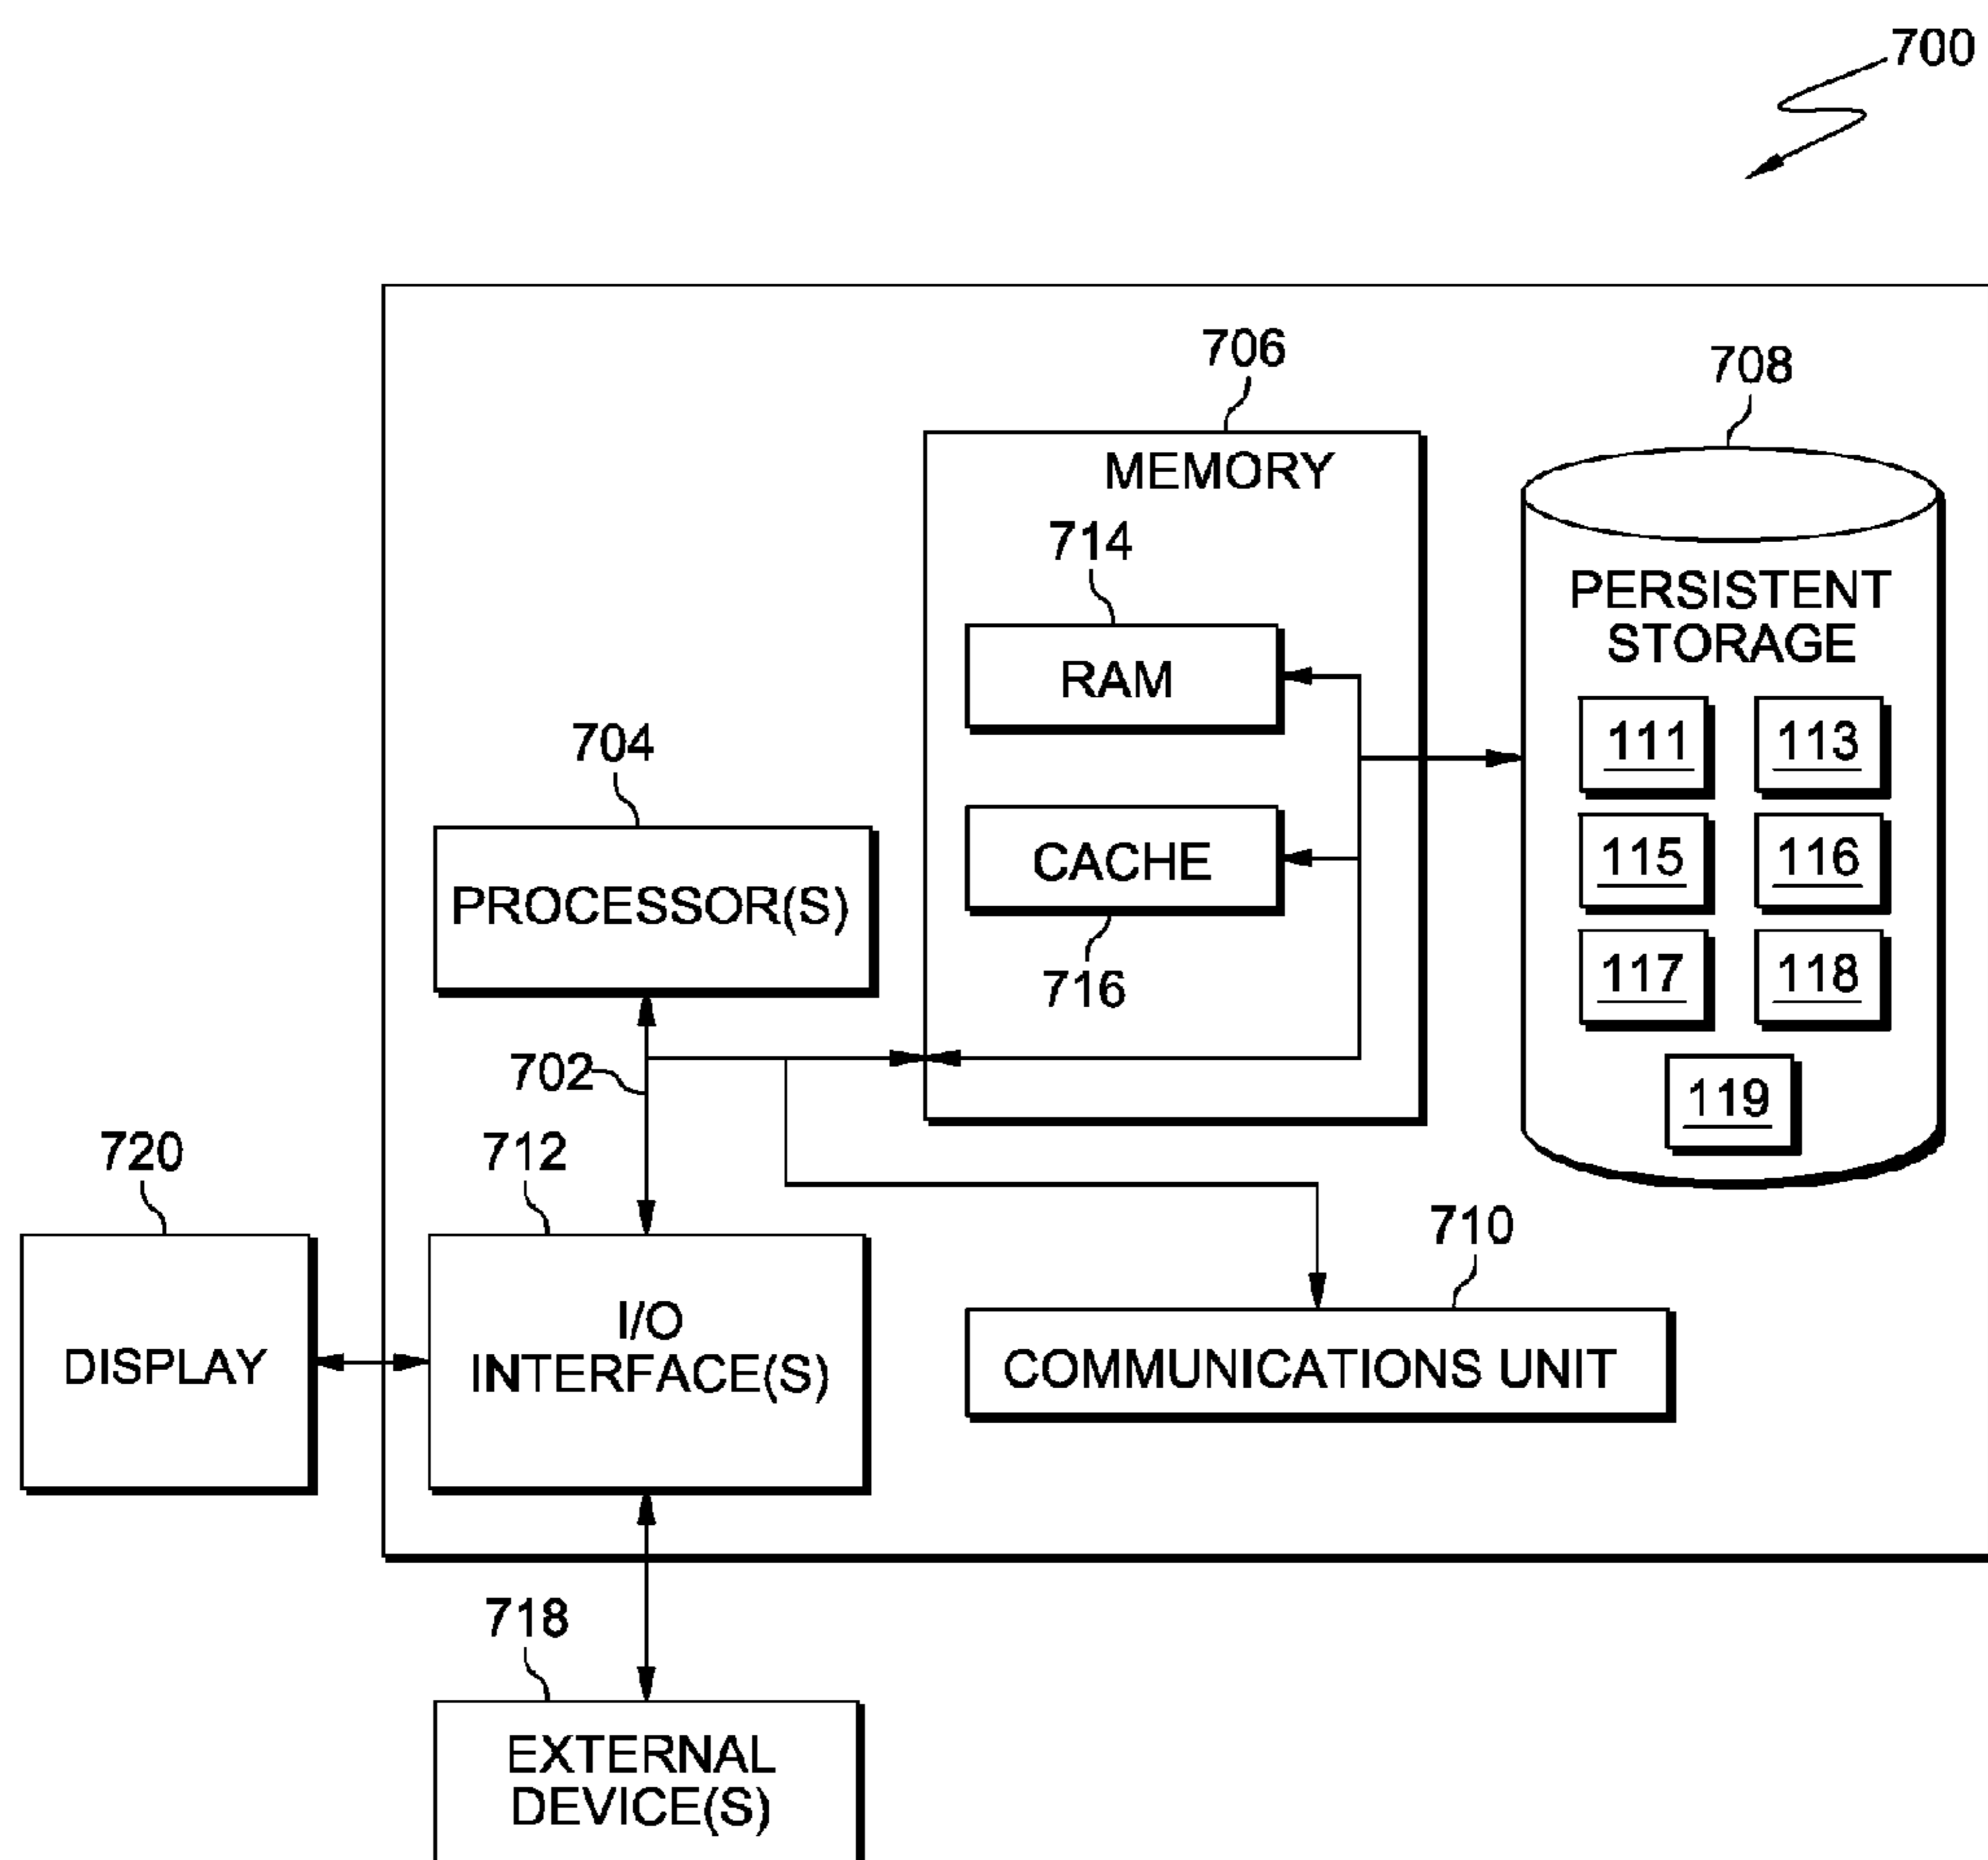 700
706
708
MEMORY
714
PERSISTENT
STORAGE
RAM
704
111
113
CACHE
115
116
PROCESSOR(S)
716
117
118
702
119
720
712
710
I/O
INTERFACE(S)
DISPLAY
COMMUNICATIONS UNIT
718
EXTERNAL
DEVICE(S)